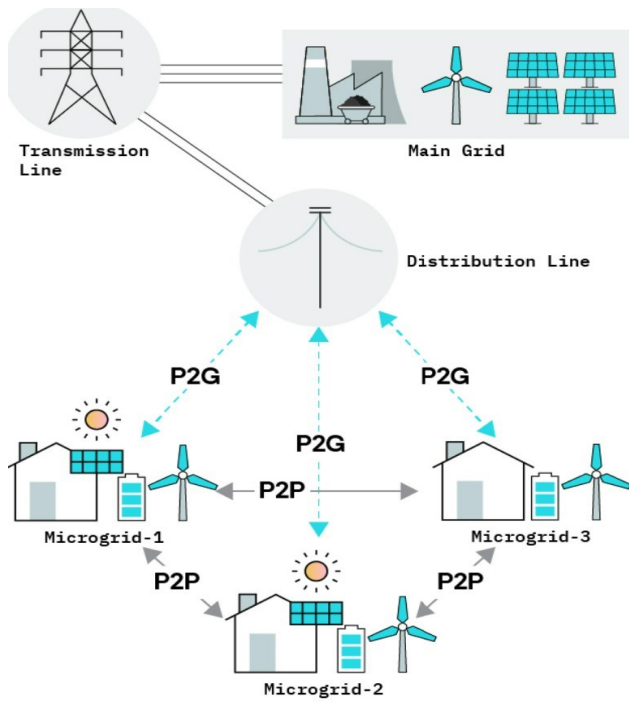 Transmission
Line
Main Grid
Distribution Line
P2G
P2G
P2G
P2P
Microgrid-1
Microgrid-3
P2P
P2P
Microgrid-2